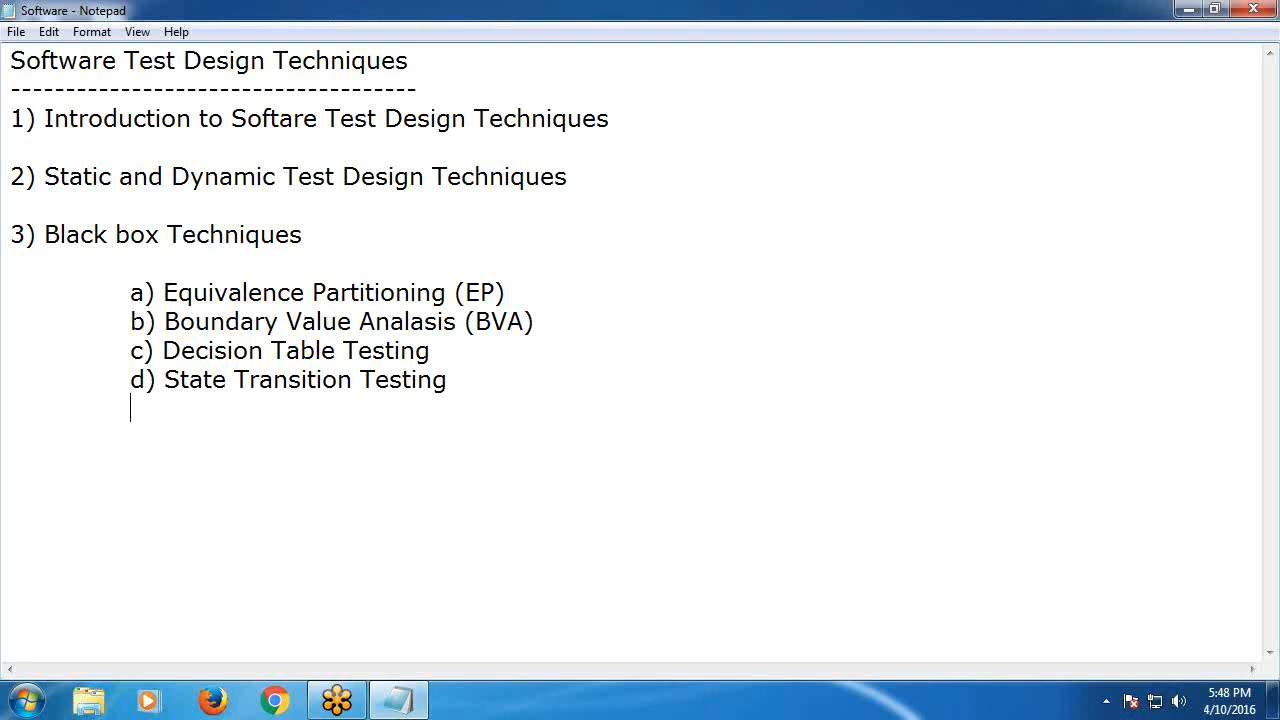 Software - Notepad
File Edit Format View Help
Software Test Design Techniques
-------------------------------------
1) Introduction to Softare Test Design Techniques
2) Static and Dynamic Test Design Techniques
3) Black box Techniques
a) Equivalence Partitioning (EP)
b) Boundary Value Analasis (BVA)
c) Decision Table Testing
d) State Transition Testing
5:48 PM
4/10/2016